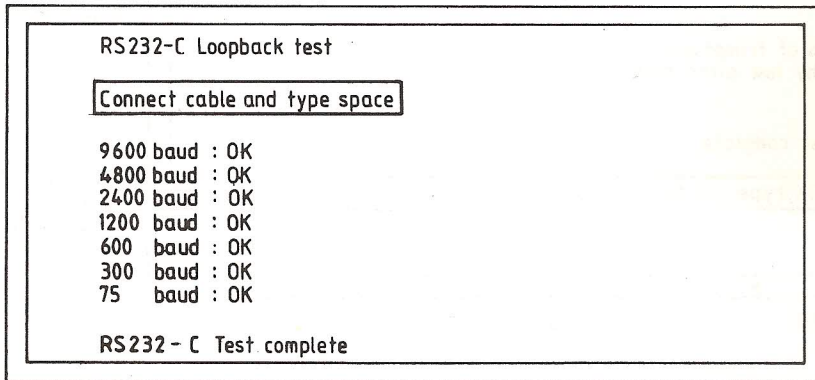 RS232-C Loopback test
Connect cable and type space
9600 baud : OK
4800 baud : OK
2400 baud : OK
1200 baud : OK
600 baud : OK
300 baud : OK
75 baud : OK
RS232- C Test complete